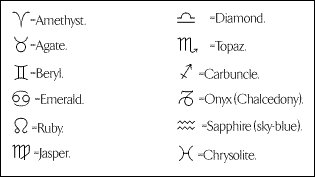 ♈=Amethyst.
♉=Agate.
♊=Beryl.
♋=Emerald.
♌=Ruby.
♍=Jasper.
♎=Diamond.
♏=Topaz.
♐=Carbuncle.
♑=Onyx (Chalcedony).
♒=Sapphire (sky-blue).
♓=Chrysolite.